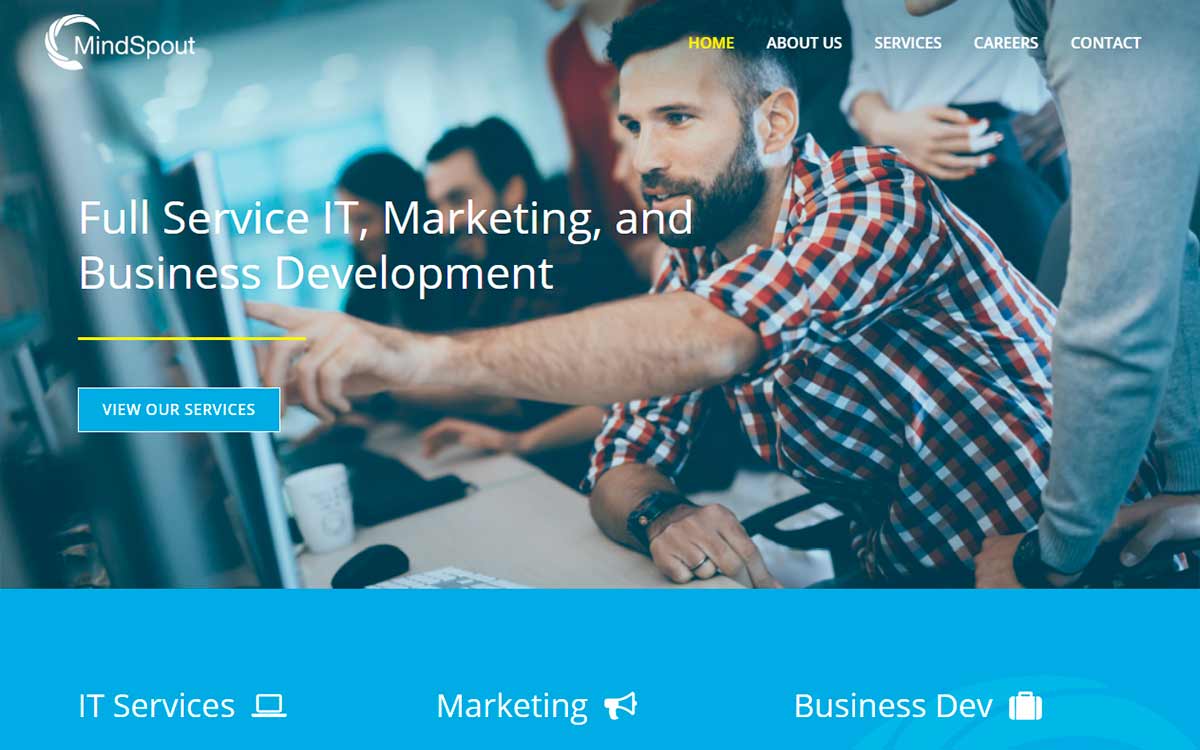 MindSpout
HOME ABOUT US SERVICES CAREERS CONTACT
Full Service IT, Marketing, and
Business Development
VIEW OUR SERVICES
IT Services
Marketing
Business Dev